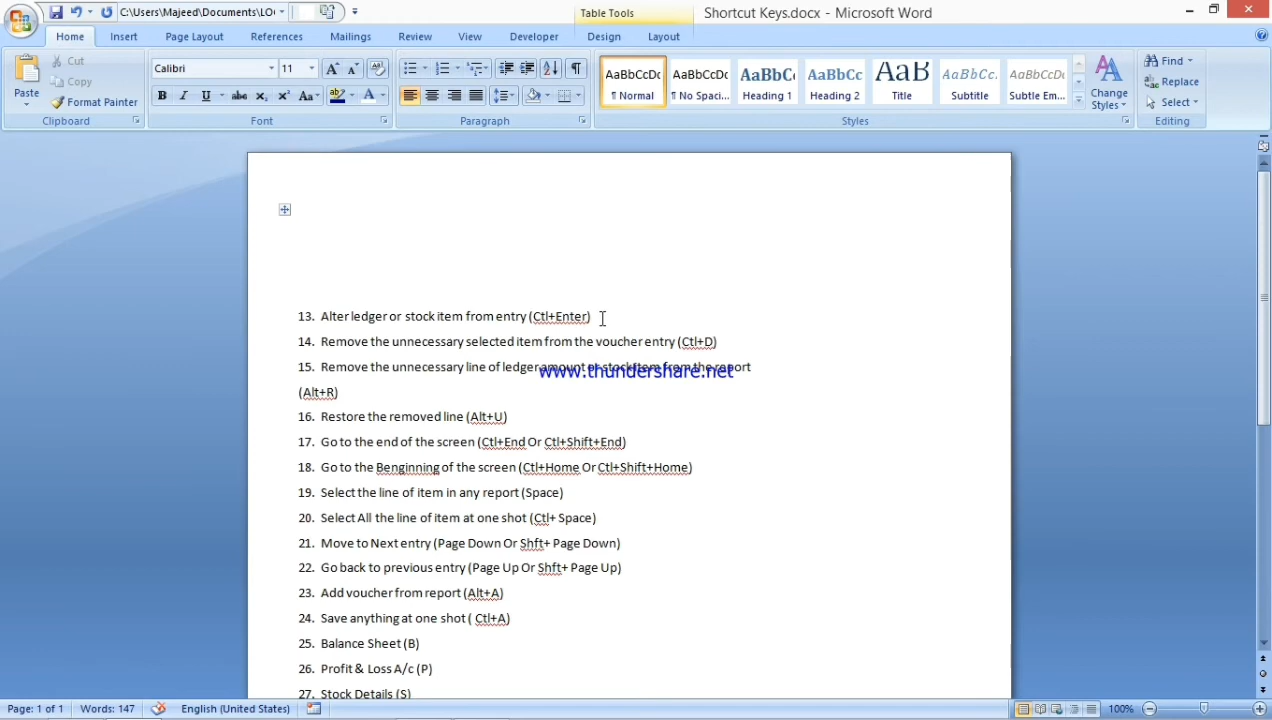 C:\Users\Majeed\Documents\LO
Table Tools
Shortcut Keys.docx - Microsoft Word
Home Insert Page Layout References Mailings Review View Developer Design Layout
Paste
Cut
Copy
Format Painter
Clipboard
Calibri 11
Font
Paragraph
AaBbCcDc AaBbCcDc AaBbC AaBbCc AaB AaBbCc. AaBbCcDc
¶ Normal ¶ No Spaci... Heading 1 Heading 2 Title Subtitle Subtle Em...
Change Styles
Styles
Find
Replace
Select
Editing
13. Alter ledger or stock item from entry (Ctl+Enter)
14. Remove the unnecessary selected item from the voucher entry (Ctl+D)
15. Remove the unnecessary line of ledger amount or stock item from the report
www.thundershare.net
(Alt+R)
16. Restore the removed line (Alt+U)
17. Go to the end of the screen (Ctl+End Or Ctl+Shift+End)
18. Go to the Benginning of the screen (Ctl+Home Or Ctl+Shift+Home)
19. Select the line of item in any report (Space)
20. Select All the line of item at one shot (Ctl+ Space)
21. Move to Next entry (Page Down Or Shft+ Page Down)
22. Go back to previous entry (Page Up Or Shft+ Page Up)
23. Add voucher from report (Alt+A)
24. Save anything at one shot ( Ctl+A)
25. Balance Sheet (B)
26. Profit & Loss A/c (P)
27. Stock Details (S)
Page: 1 of 1 Words: 147 English (United States) 100%